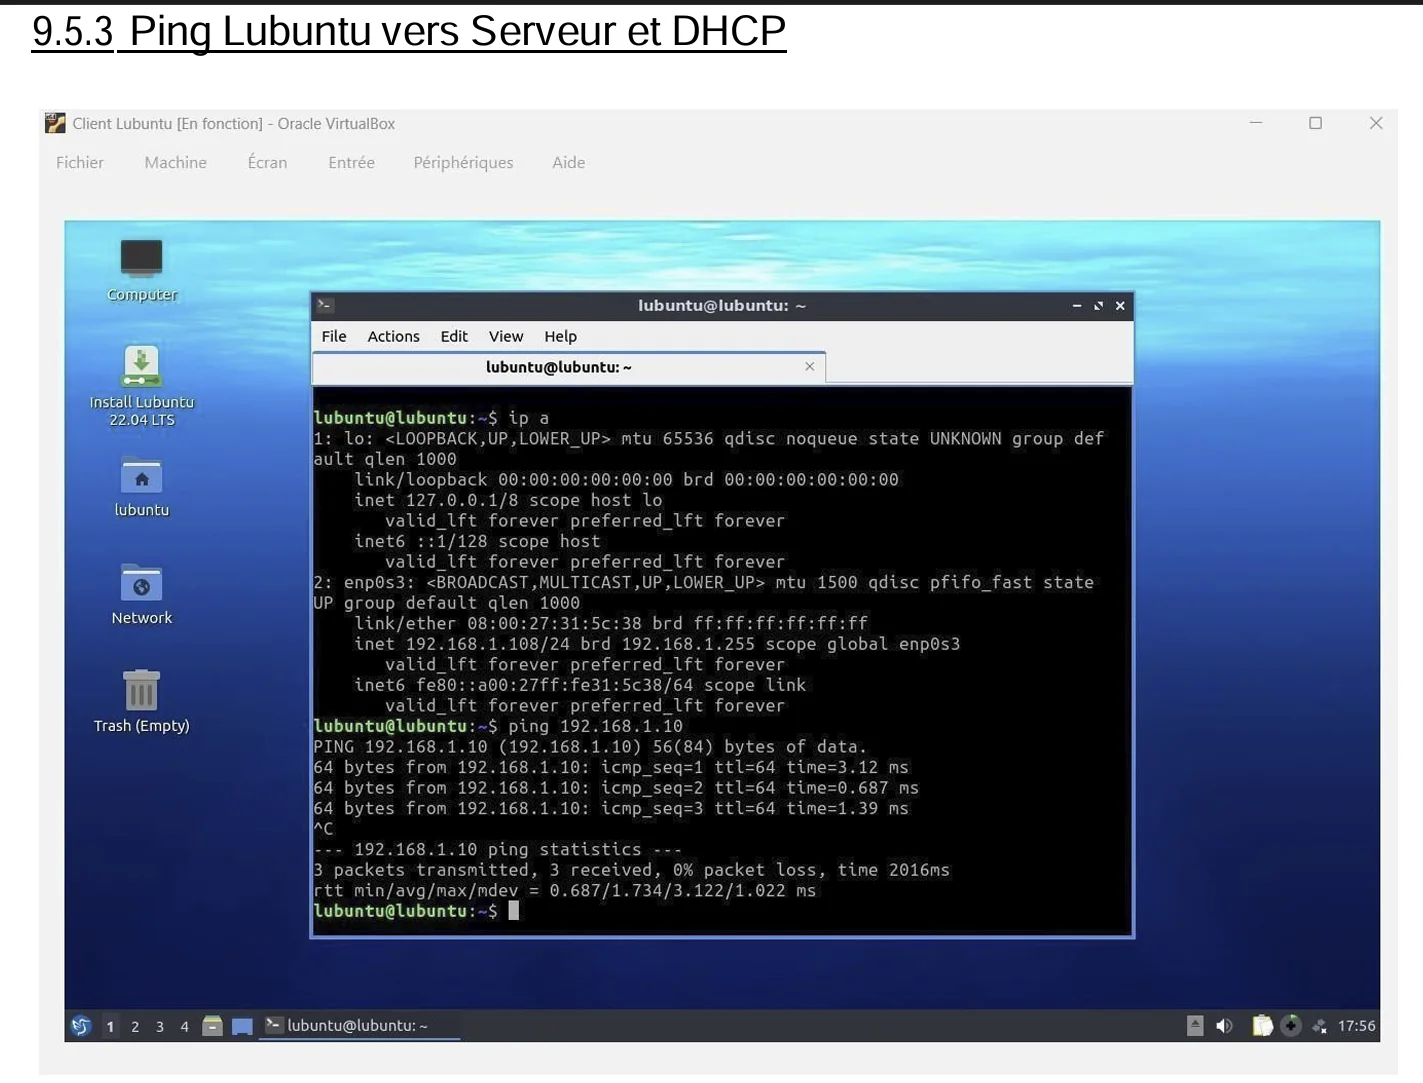 9.5.3 Ping Lubuntu vers Serveur et DHCP
Client Lubuntu [En fonction] - Oracle VirtualBox
Fichier Machine Écran Entrée Périphériques Aide
Computer
Install Lubuntu
22.04 LTS
lubuntu
Network
Trash (Empty)
lubuntu@lubuntu: ~
File Actions Edit View Help
lubuntu@lubuntu: ~
lubuntu@lubuntu:~$ ip a
1: lo: <LOOPBACK,UP,LOWER_UP> mtu 65536 qdisc noqueue state UNKNOWN group def
ault qlen 1000
link/loopback 00:00:00:00:00:00 brd 00:00:00:00:00:00
inet 127.0.0.1/8 scope host lo
valid_lft forever preferred_lft forever
inet6 ::1/128 scope host
valid_lft forever preferred_lft forever
2: enp0s3: <BROADCAST,MULTICAST,UP,LOWER_UP> mtu 1500 qdisc pfifo_fast state
UP group default qlen 1000
link/ether 08:00:27:31:5c:38 brd ff:ff:ff:ff:ff:ff
inet 192.168.1.108/24 brd 192.168.1.255 scope global enp0s3
valid_lft forever preferred_lft forever
inet6 fe80::a00:27ff:fe31:5c38/64 scope link
valid_lft forever preferred_lft forever
lubuntu@lubuntu:~$ ping 192.168.1.10
PING 192.168.1.10 (192.168.1.10) 56(84) bytes of data.
64 bytes from 192.168.1.10: icmp_seq=1 ttl=64 time=3.12 ms
64 bytes from 192.168.1.10: icmp_seq=2 ttl=64 time=0.687 ms
64 bytes from 192.168.1.10: icmp_seq=3 ttl=64 time=1.39 ms
^C
--- 192.168.1.10 ping statistics ---
3 packets transmitted, 3 received, 0% packet loss, time 2016ms
rtt min/avg/max/mdev = 0.687/1.734/3.122/1.022 ms
lubuntu@lubuntu:~$
1 2 3 4 lubuntu@lubuntu: ~ 17:56